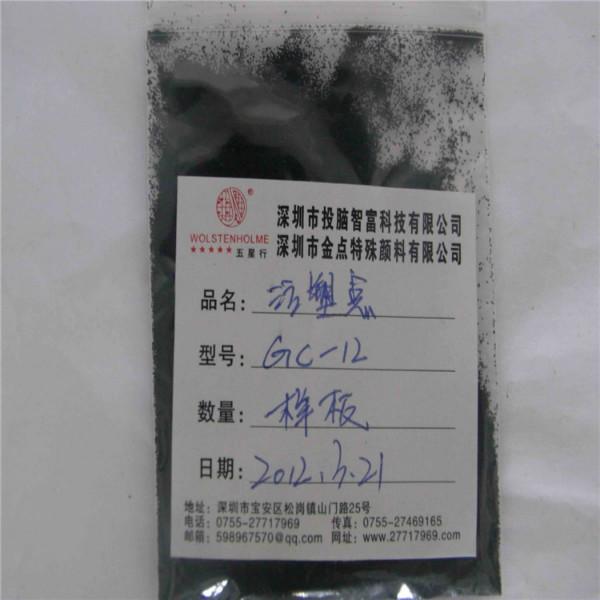 ®
WOLSTENHOLME
★★★★★五星行
深圳市投脑智富科技有限公司
深圳市金点特殊颜料有限公司
品名：
型号：GC-12
数量：样板
日期：2012.3.21
地址：深圳市宝安区松岗镇山门路25号
电话：0755-27717969 传真：0755-27469165
邮箱：598967570@qq.com 网址：www.27717969.com